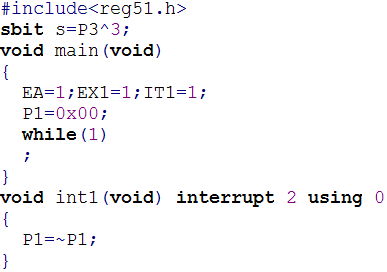 #include<reg51.h>
sbit s=P3^3;
void main(void)
{
EA=1;EX1=1;IT1=1;
P1=0x00;
while(1)
;
}
void int1(void) interrupt 2 using 0
{
P1=~P1;
}